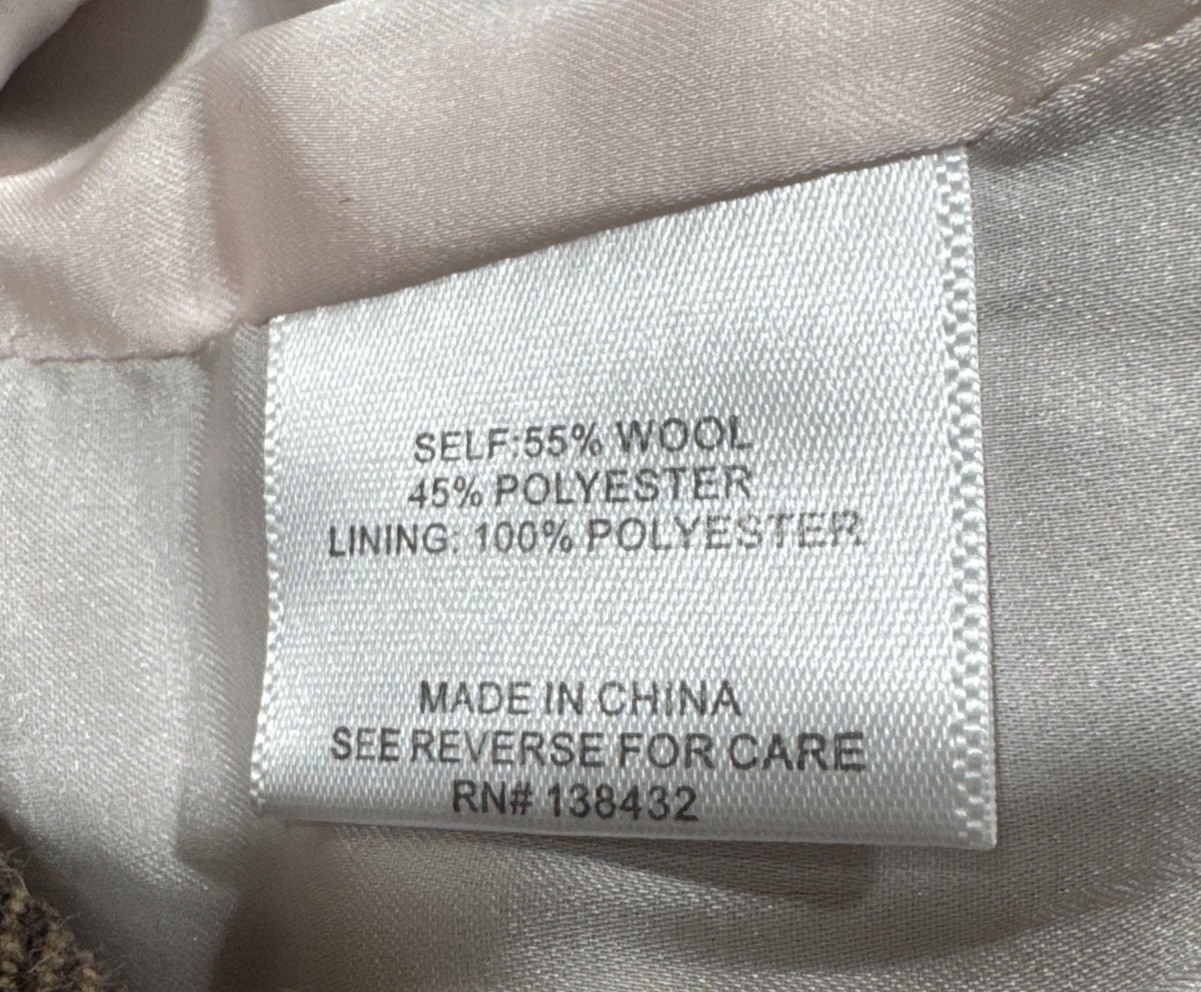 SELF:55% WOOL
45% POLYESTER
LINING: 100% POLYESTER
MADE IN CHINA
SEE REVERSE FOR CARE
RN# 138432